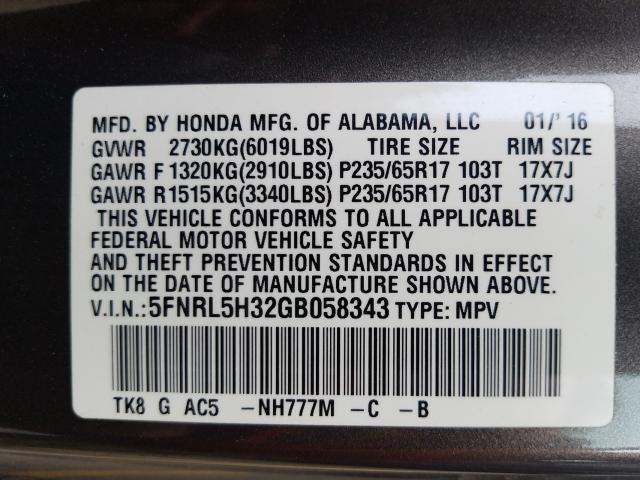 MFD. BY HONDA MFG. OF ALABAMA, LLC 01/'16
GVWR 2730KG(6019LBS) TIRE SIZE RIM SIZE
GAWR F 1320KG(2910LBS) P235/65R17 103T 17X7J
GAWR R1515KG(3340LBS) P235/65R17 103T 17X7J
THIS VEHICLE CONFORMS TO ALL APPLICABLE
FEDERAL MOTOR VEHICLE SAFETY
AND THEFT PREVENTION STANDARDS IN EFFECT
ON THE DATE OF MANUFACTURE SHOWN ABOVE.
V.I.N.:5FNRL5H32GB058343 TYPE: MPV
TK8 G AC5 -NH777M -C -B